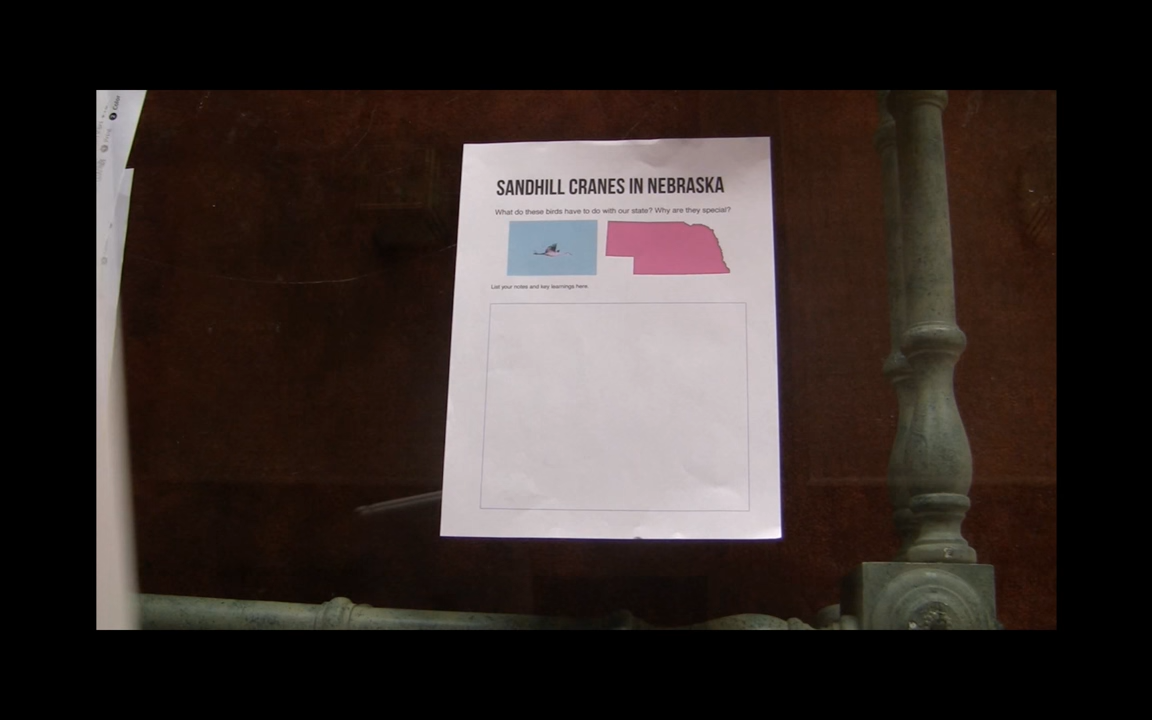 SANDHILL CRANES IN NEBRASKA
What do these birds have to do with our state? Why are they special?
List your notes and key learnings here.
Color